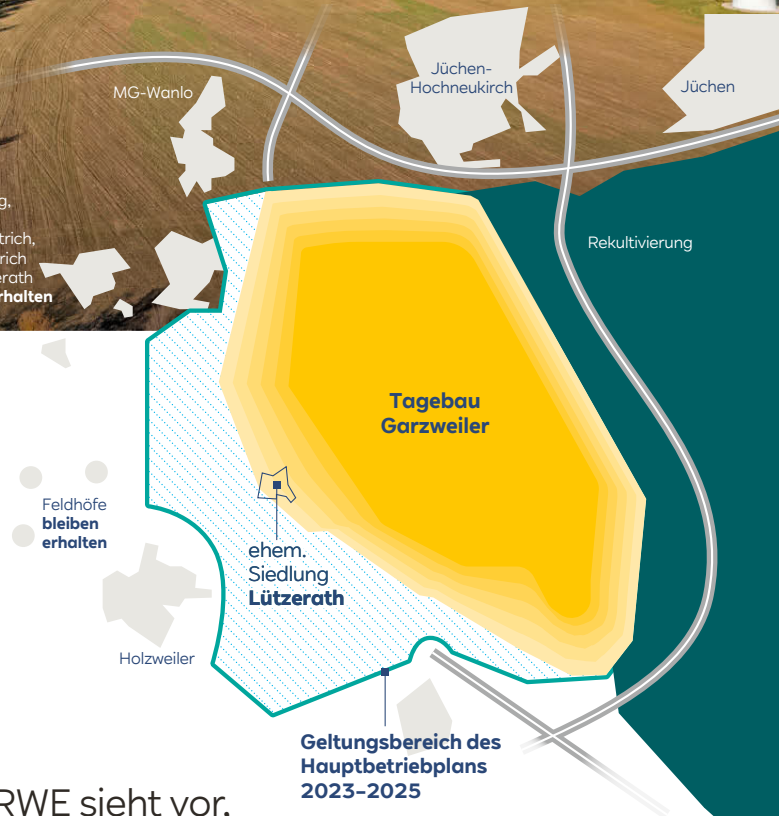 Jüchen-
Hochneukirch
Jüchen
MG-Wanlo
Rekultivierung
erhalten
Tagebau
Garzweiler
Feldhöfe
bleiben
erhalten
ehem.
Siedlung
Lützerath
Holzweiler
Geltungsbereich des
Hauptbetriebplans
2023–2025
RWE sieht vor,